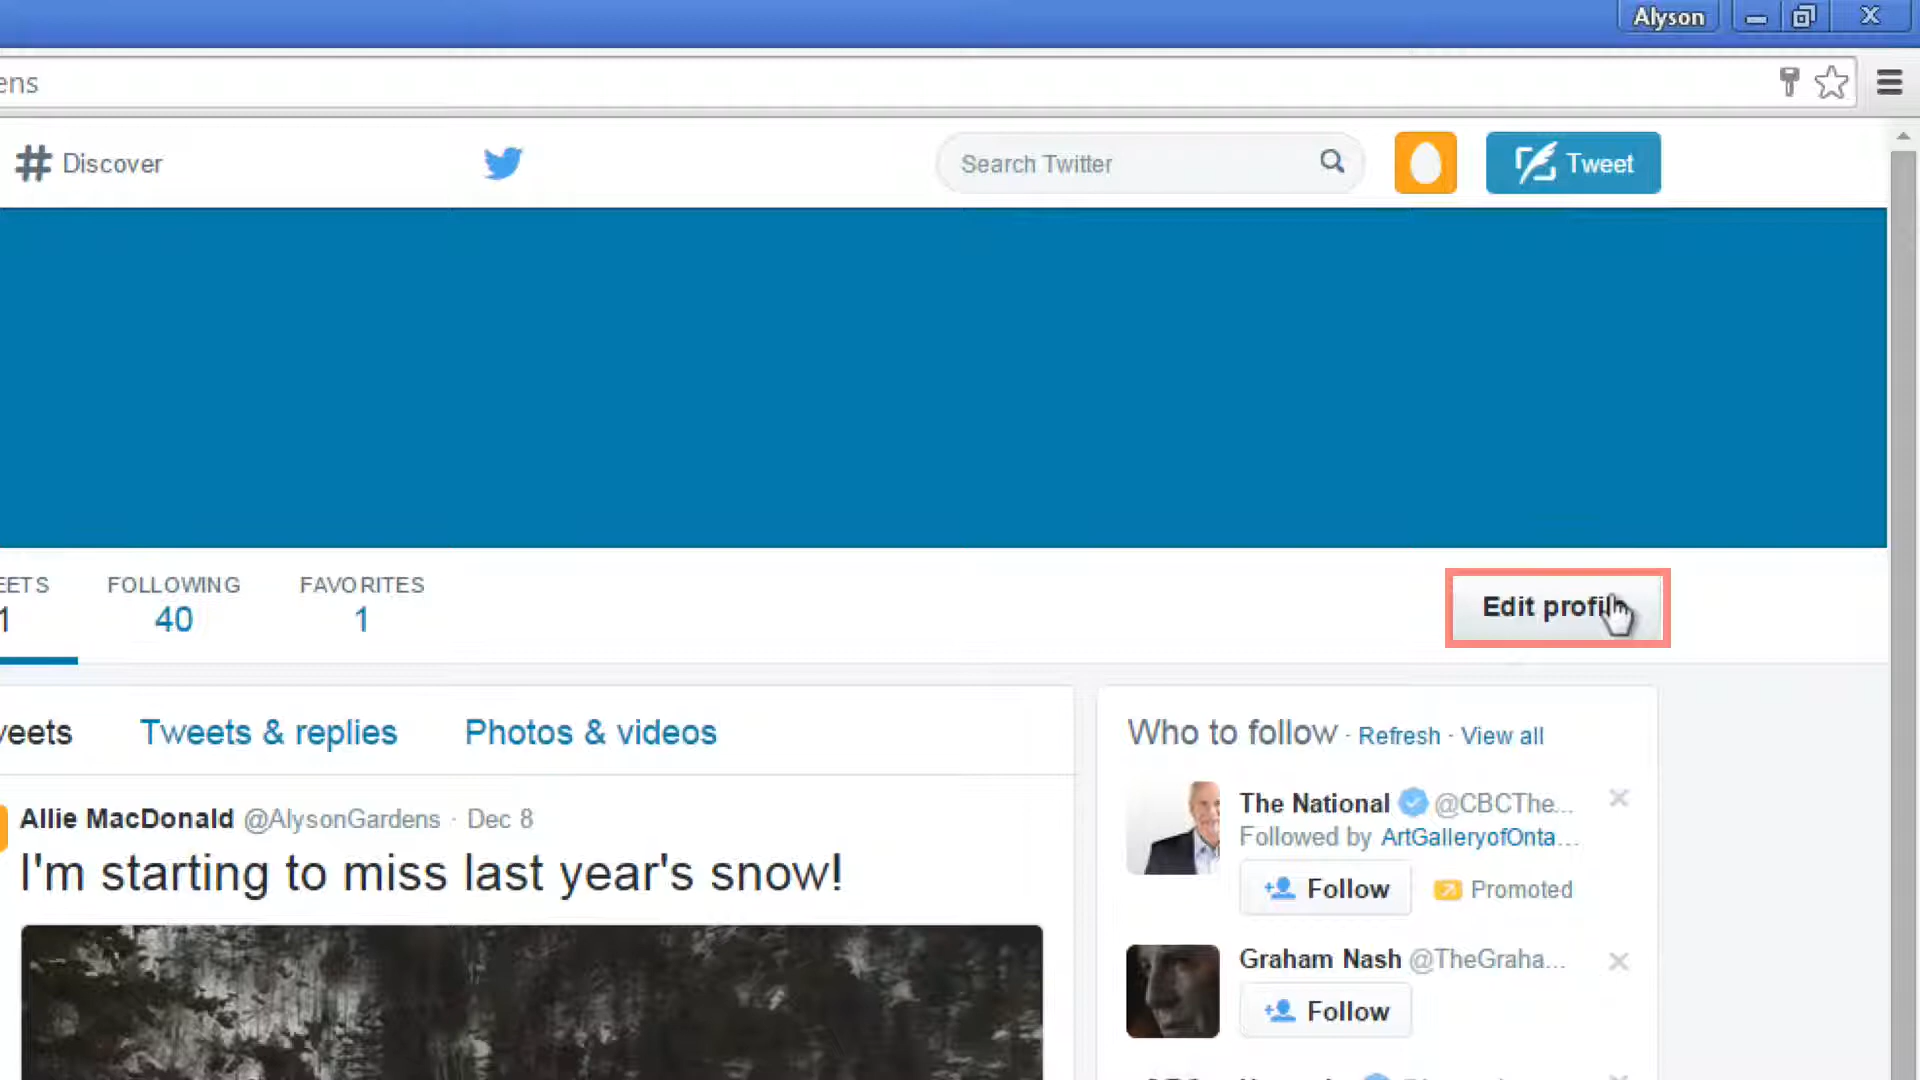 Alyson
ens
Discover
Search Twitter
Tweet
EETS
FOLLOWING
FAVORITES
1
40
1
Edit profile
veets
Tweets & replies
Photos & videos
Who to follow · Refresh · View all
Allie MacDonald @AlysonGardens · Dec 8
I'm starting to miss last year's snow!
The National @CBCThe...
Followed by ArtGalleryofOnta...
Follow
Promoted
Graham Nash @TheGraha...
Follow